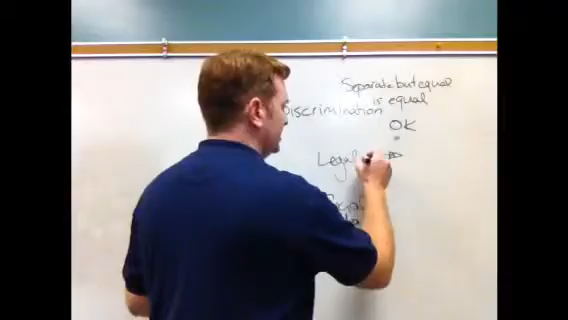 Separate but equal
is equal
Discrimination
OK
=
Legal